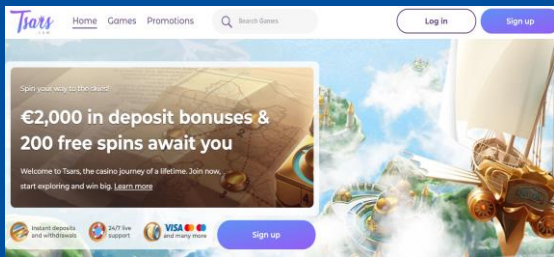 Tsars
.com
Home Games Promotions
Search Games
Log in
Sign up
Spin your way to the skies!
€2,000 in deposit bonuses &
200 free spins await you
Welcome to Tsars, the casino journey of a lifetime. Join now,
start exploring and win big. Learn more
Instant deposits
and withdrawals
24/7 live
support
VISA
and many more
Sign up